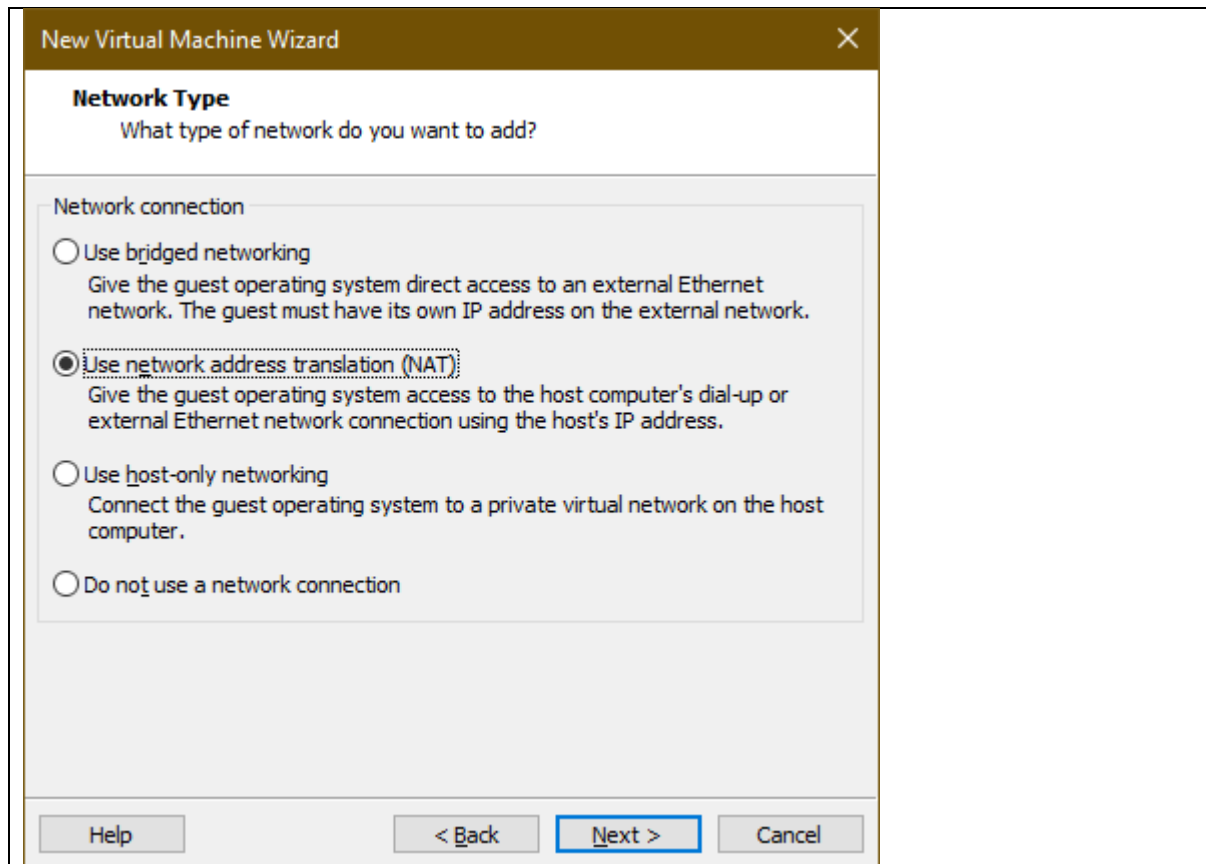 New Virtual Machine Wizard
Network Type
What type of network do you want to add?
Network connection
Use bridged networking
Give the guest operating system direct access to an external Ethernet
network. The guest must have its own IP address on the external network.
Use network address translation (NAT)
Give the guest operating system access to the host computer's dial-up or
external Ethernet network connection using the host's IP address.
Use host-only networking
Connect the guest operating system to a private virtual network on the host
computer.
Do not use a network connection
Help
< Back
Next >
Cancel